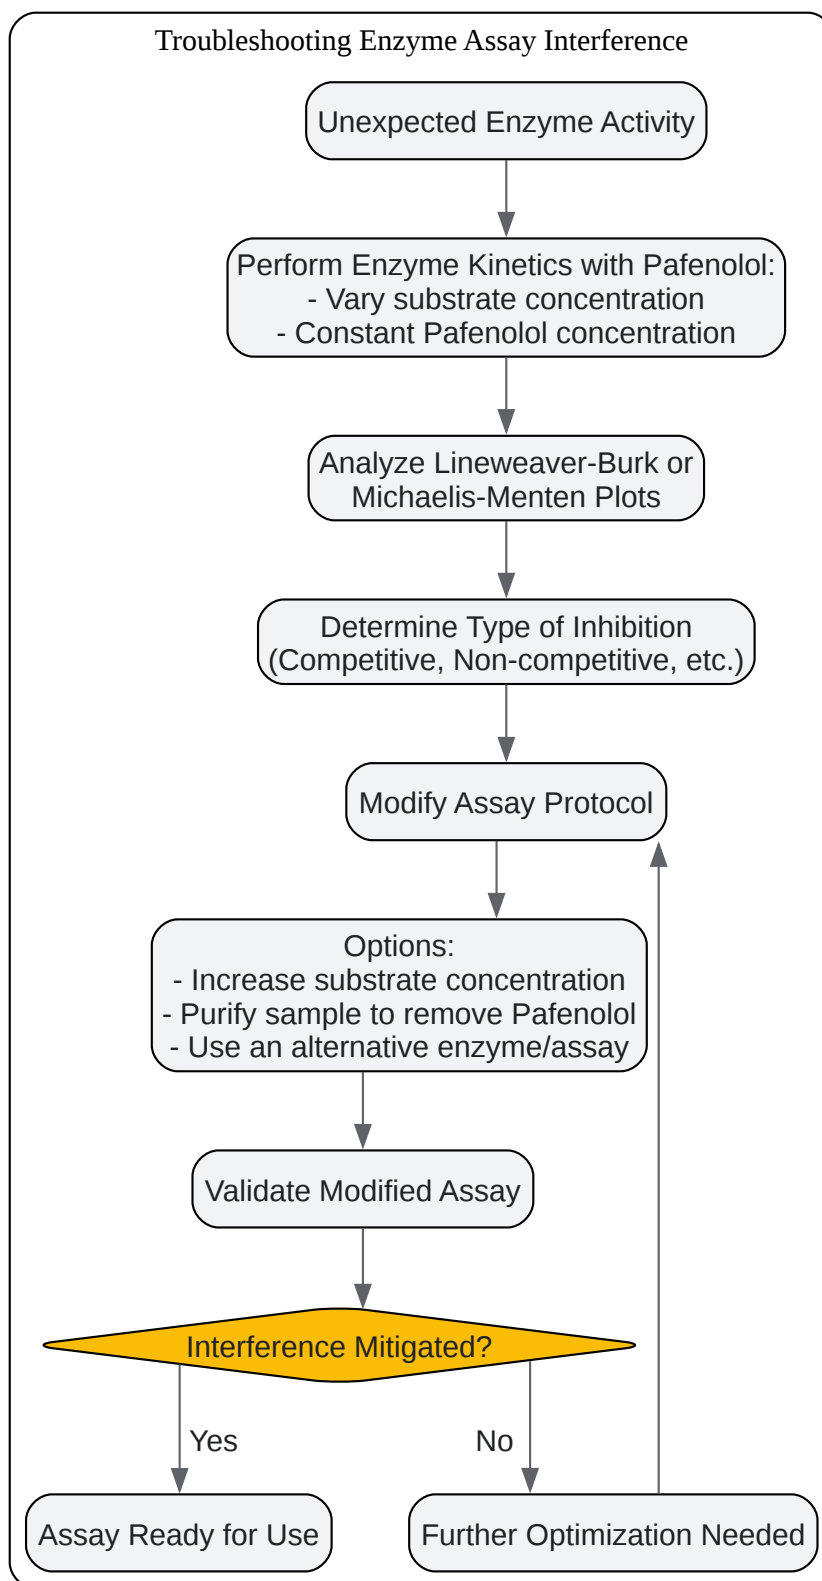 Troubleshooting Enzyme Assay Interference
Unexpected Enzyme Activity
Perform Enzyme Kinetics with Pafenolol:
- Vary substrate concentration
- Constant Pafenolol concentration
Analyze Lineweaver-Burk or
Michaelis-Menten Plots
Determine Type of Inhibition
(Competitive, Non-competitive, etc.)
Modify Assay Protocol
Options:
- Increase substrate concentration
- Purify sample to remove Pafenolol
- Use an alternative enzyme/assay
Validate Modified Assay
Interference Mitigated?
Yes
No
Assay Ready for Use
Further Optimization Needed